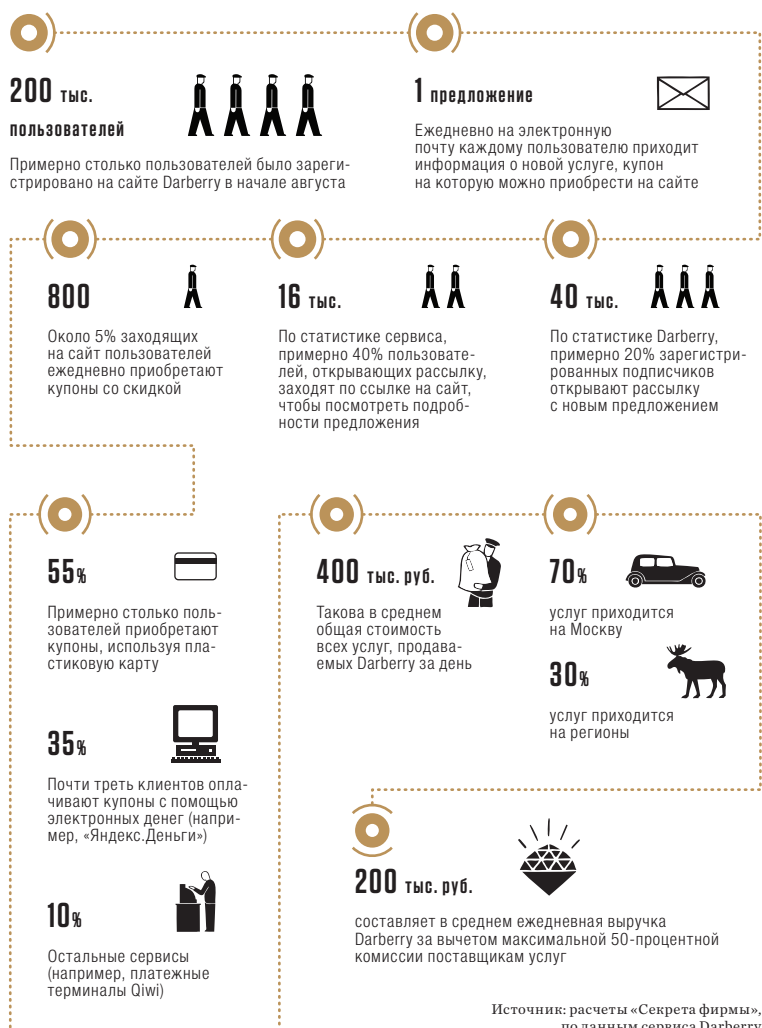 200 тыс.
пользователей
Примерно столько пользователей было зареги-
стрировано на сайте Darberry в начале августа
1 предложение
Ежедневно на электронную
почту каждому пользователю приходит
информация о новой услуге, купон
на которую можно приобрести на сайте
800
Около 5% заходящих
на сайт пользователей
ежедневно приобретают
купоны со скидкой
16 тыс.
По статистике сервиса,
примерно 40% пользовате-
лей, открывающих рассылку,
заходят по ссылке на сайт,
чтобы посмотреть подроб-
ности предложения
40 тыс.
По статистике Darberry,
примерно 20% зарегистри-
рованных подписчиков
открывают рассылку
с новым предложением
55%
Примерно столько поль-
зователей приобретают
купоны, используя пла-
стиковую карту
35%
Почти треть клиентов опла-
чивают купоны с помощью
электронных денег (напри-
мер, «Яндекс.Деньги»)
10%
Остальные сервисы
(например, платежные
терминалы Qiwi)
400 тыс. руб.
Такова в среднем
общая стоимость
всех услуг, продава-
емых Darberry за день
70%
услуг приходится
на Москву
30%
услуг приходится
на регионы
200 тыс. руб.
составляет в среднем ежедневная выручка
Darberry за вычетом максимальной 50-процентной
комиссии поставщикам услуг
Источник: расчеты «Секрета фирмы»,
по данным сервиса Darberry